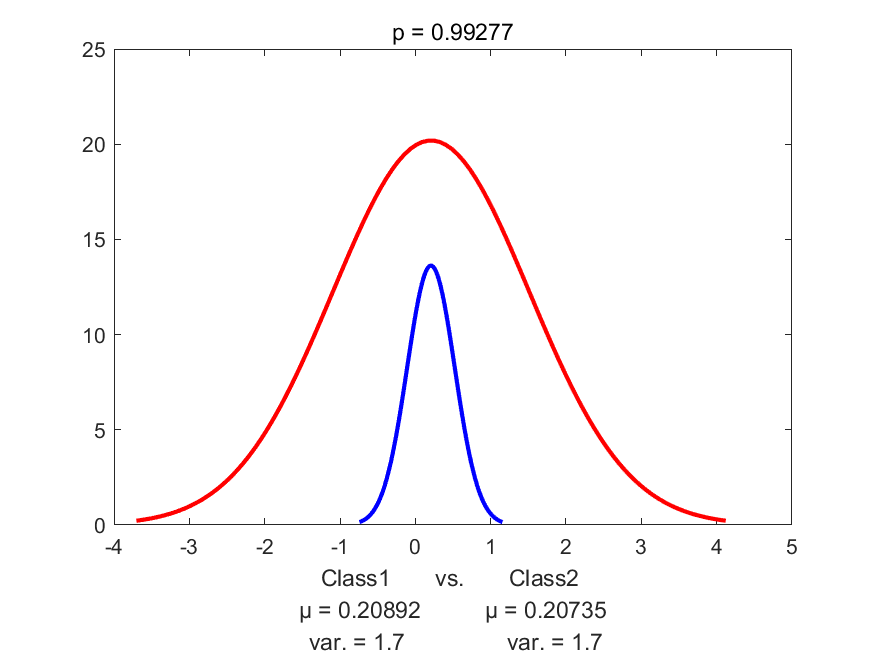 p = 0.99277
25
20
15
10
5
0
-4 -3 -2 -1 0 1 2 3 4 5
Class1 vs. Class2
μ = 0.20892 μ = 0.20735
var. = 1.7 var. = 1.7